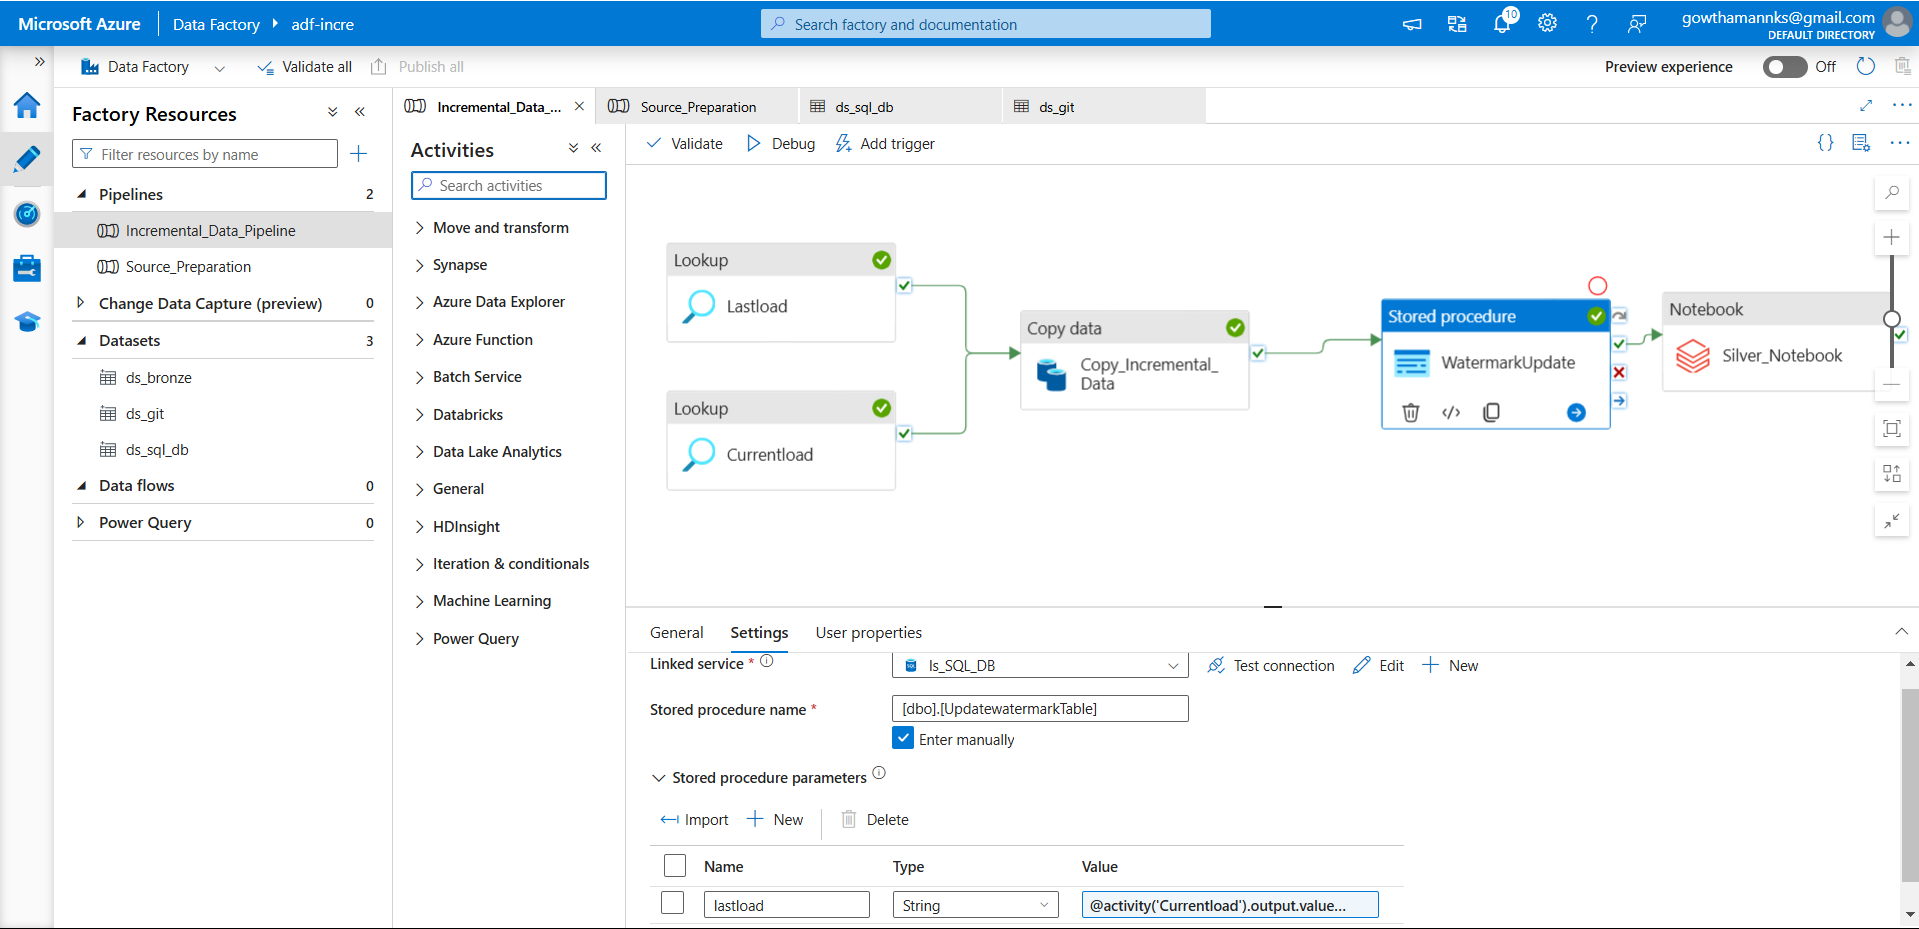 Microsoft Azure
Data Factory
adf-incre
Search factory and documentation
10
gowthamannks@gmail.com
DEFAULT DIRECTORY
Data Factory
Validate all
Publish all
Preview experience
Off
Factory Resources
Filter resources by name
Pipelines
2
Incremental_Data_Pipeline
Source_Preparation
Change Data Capture (preview)
0
Datasets
3
ds_bronze
ds_git
ds_sql_db
Data flows
0
Power Query
0
Incremental_Data_...
Source_Preparation
ds_sql_db
ds_git
Activities
Search activities
Move and transform
Synapse
Azure Data Explorer
Azure Function
Batch Service
Databricks
Data Lake Analytics
General
HDInsight
Iteration & conditionals
Machine Learning
Power Query
Validate
Debug
Add trigger
Lookup
Lastload
Lookup
Currentload
Copy data
Copy_Incremental_
Data
Stored procedure
WatermarkUpdate
Notebook
Silver_Notebook
General
Settings
User properties
Linked service *
ls_SQL_DB
Test connection
Edit
New
Stored procedure name *
[dbo].[UpdatewatermarkTable]
Enter manually
Stored procedure parameters
Import
New
Delete
Name
Type
Value
lastload
String
@activity('Currentload').output.value...